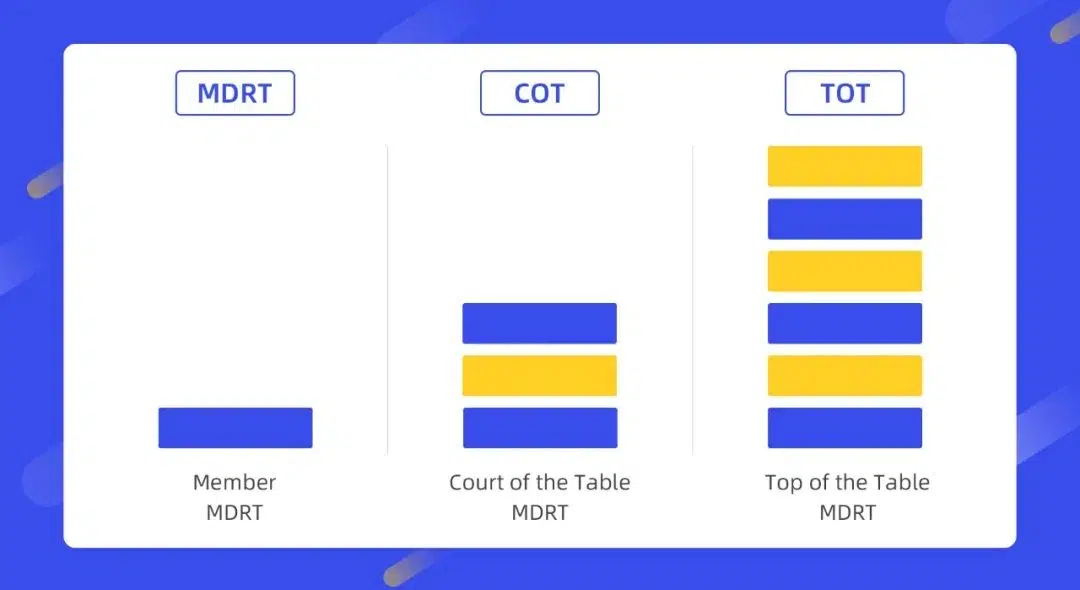 MDRT
COT
TOT
Member
MDRT
Court of the Table
MDRT
Top of the Table
MDRT